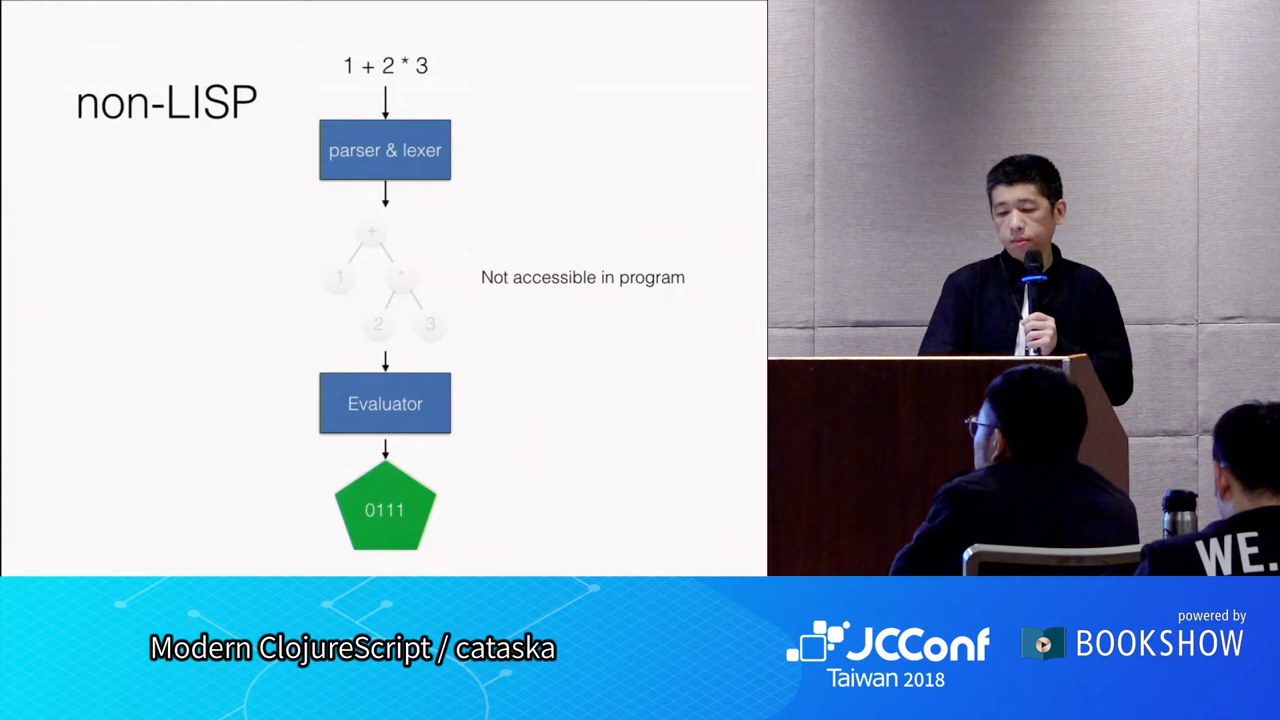 non-LISP
1 + 2 * 3
parser & lexer
+
1
*
2
3
Not accessible in program
Evaluator
0111
WE.
Modern ClojureScript / cataska
JCConf
Taiwan 2018
powered by
BOOKSHOW